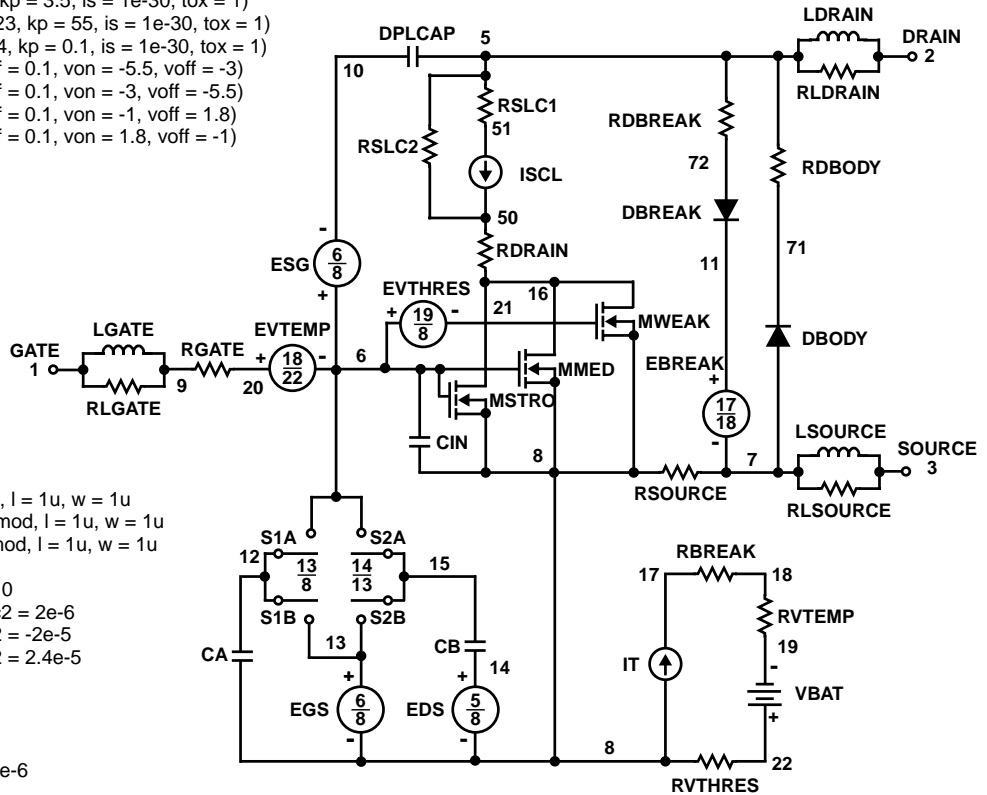 kp = 3.5, is = 1e-30, tox = 1)
23, kp = 55, is = 1e-30, tox = 1)
4, kp = 0.1, is = 1e-30, tox = 1)
f = 0.1, von = -5.5, voff = -3)
f = 0.1, von = -3, voff = -5.5)
f = 0.1, von = -1, voff = 1.8)
f = 0.1, von = 1.8, voff = -1)
LDRAIN
DPLCAP
5
DRAIN
2
10
RLDRAIN
RSLC1
51
RDBREAK
RSLC2
72
RDBODY
ISCL
DBREAK
50
RDRAIN
71
-
ESG
6
8
+
11
EVTHRES
16
+
19
8
-
21
MWEAK
LGATE
EVTEMP
GATE
1
RGATE
+
18
22
-
6
MMED
EBREAK
+
DBODY
9
20
MSTRO
RLGATE
17
18
-
CIN
8
LSOURCE
7
SOURCE
3
RSOURCE
RLSOURCE
, l = 1u, w = 1u
mod, l = 1u, w = 1u
nod, l = 1u, w = 1u
0
c2 = 2e-6
2 = -2e-5
2 = 2.4e-5
e-6
S1A
S2A
12
13
8
14
13
15
S1B
S2B
RBREAK
17
18
RVTEMP
13
CB
19
CA
14
IT
-
VBAT
+
+
+
EGS
6
8
EDS
5
8
-
-
8
22
RVTHRES